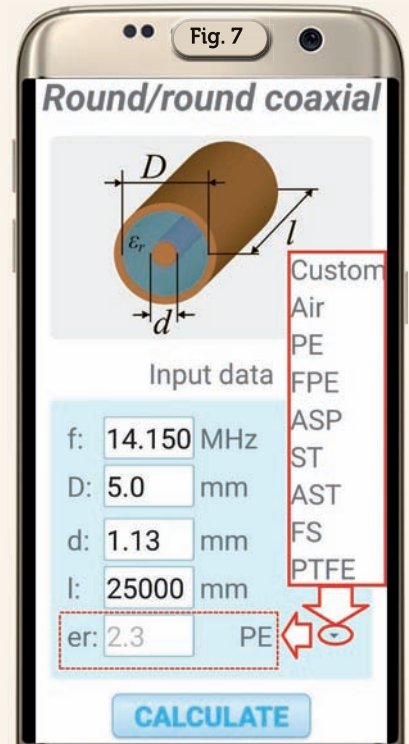 Fig. 7
Round/round coaxial
D
l
εr
d
Input data
f: 14.150 MHz
D: 5.0 mm
d: 1.13 mm
l: 25000 mm
er: 2.3 PE
Custom
Air
PE
FPE
ASP
ST
AST
FS
PTFE
CALCULATE